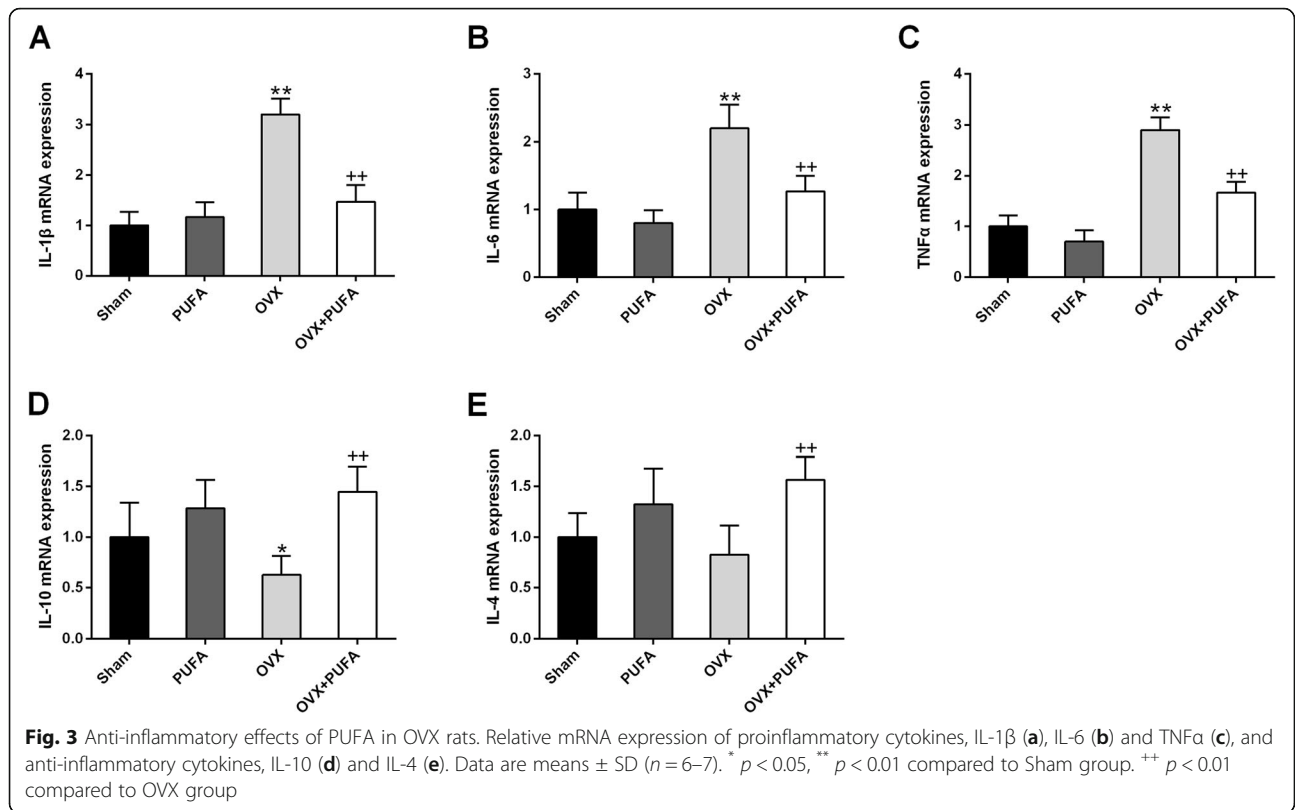 A
IL-1β mRNA expression
4
3
2
1
0
**
++
Sham
PUFA
OVX
OVX+PUFA
B
IL-6 mRNA expression
3
2
1
0
**
++
Sham
PUFA
OVX
OVX+PUFA
C
TNFα mRNA expression
4
3
2
1
0
**
++
Sham
PUFA
OVX
OVX+PUFA
D
IL-10 mRNA expression
2.0
1.5
1.0
0.5
0.0
*
++
Sham
PUFA
OVX
OVX+PUFA
E
IL-4 mRNA expression
2.0
1.5
1.0
0.5
0.0
++
Sham
PUFA
OVX
OVX+PUFA
Fig. 3 Anti-inflammatory effects of PUFA in OVX rats. Relative mRNA expression of proinflammatory cytokines, IL-1β (a), IL-6 (b) and TNFα (c), and
anti-inflammatory cytokines, IL-10 (d) and IL-4 (e). Data are means ± SD (n = 6–7). * p < 0.05, ** p < 0.01 compared to Sham group. ++ p < 0.01
compared to OVX group